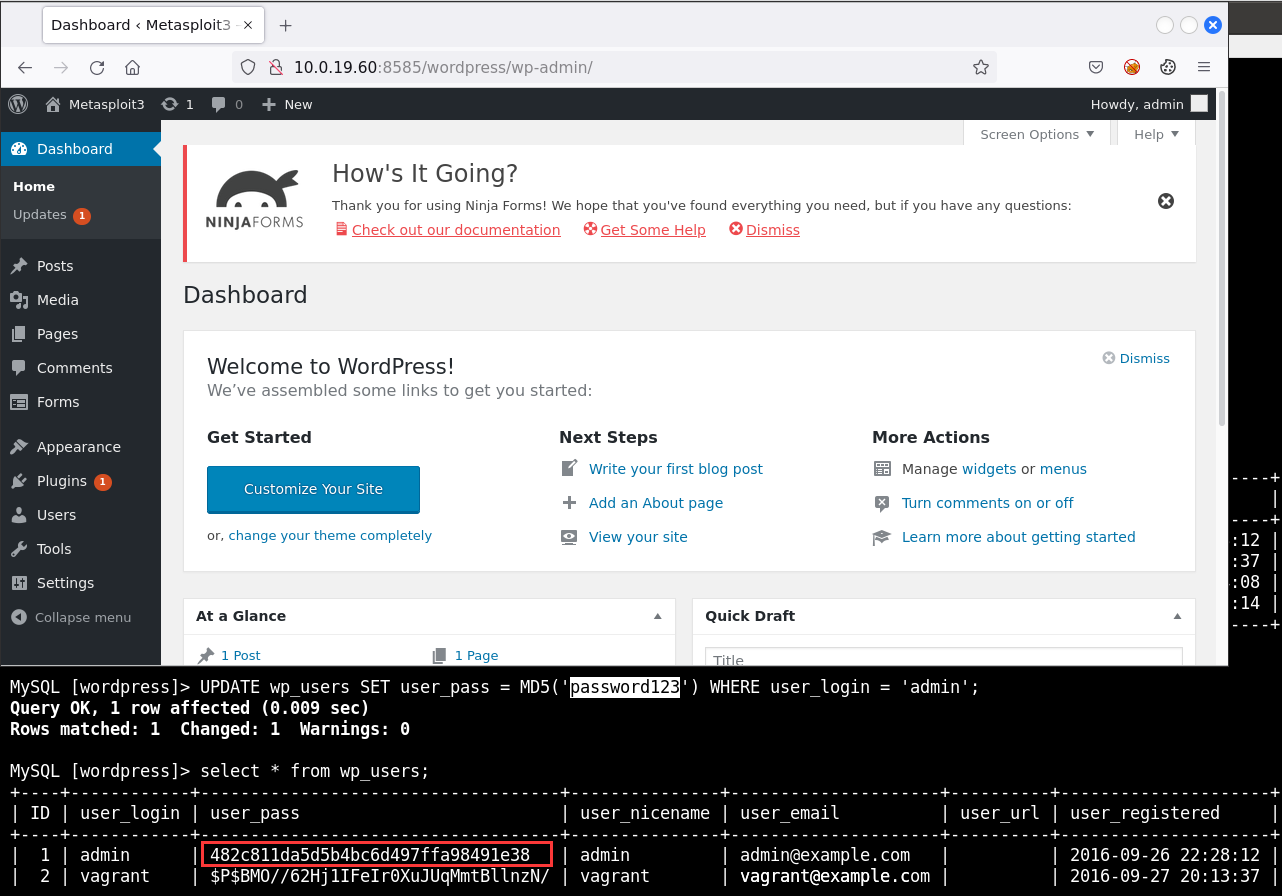 Dashboard ‹ Metasploit3 -
10.0.19.60:8585/wordpress/wp-admin/
Metasploit3 1 0 New Howdy, admin
Screen Options Help
Dashboard
Home
Updates 1
Posts
Media
Pages
Comments
Forms
Appearance
Plugins 1
Users
Tools
Settings
Collapse menu
NINJAFORMS
How's It Going?
Thank you for using Ninja Forms! We hope that you've found everything you need, but if you have any questions:
Check out our documentation Get Some Help Dismiss
Dashboard
Welcome to WordPress!
Dismiss
We’ve assembled some links to get you started:
Get Started
Customize Your Site
or, change your theme completely
Next Steps
Write your first blog post
Add an About page
View your site
More Actions
Manage widgets or menus
Turn comments on or off
Learn more about getting started
At a Glance
1 Post 1 Page
Quick Draft
Title
----+
|
----+
:12 |
:37 |
:08 |
:14 |
----+
MySQL [wordpress]> UPDATE wp_users SET user_pass = MD5('password123') WHERE user_login = 'admin';
Query OK, 1 row affected (0.009 sec)
Rows matched: 1  Changed: 1  Warnings: 0
MySQL [wordpress]> select * from wp_users;
+----+------------+------------------------------------+---------------+---------------------+----------+---------------------+
| ID | user_login | user_pass                          | user_nicename | user_email          | user_url | user_registered     |
+----+------------+------------------------------------+---------------+---------------------+----------+---------------------+
|  1 | admin      | 482c811da5d5b4bc6d497ffa98491e38   | admin         | admin@example.com   |          | 2016-09-26 22:28:12 |
|  2 | vagrant    | $P$BMO//62Hj1IFeIr0XuJUqMmtBllnzN/ | vagrant       | vagrant@example.com |          | 2016-09-27 20:13:37 |